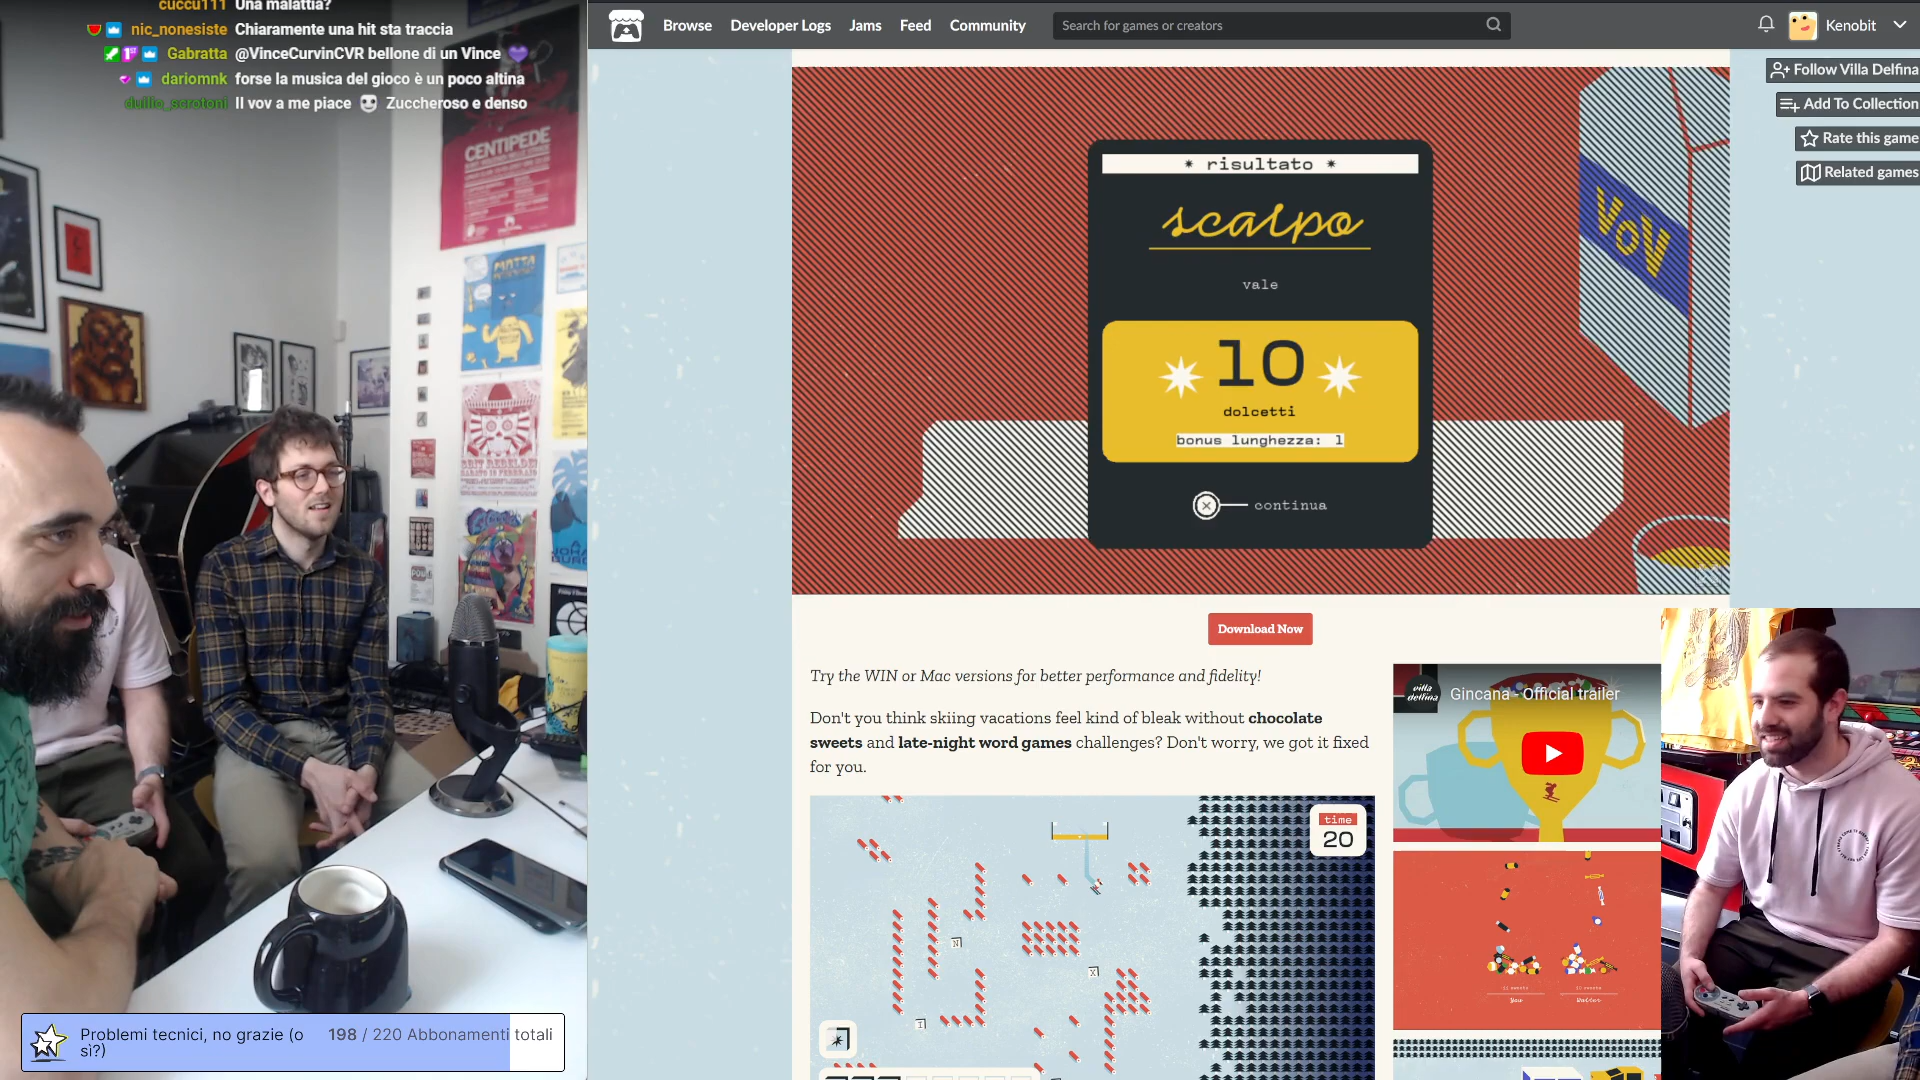 cuccu111 Una malattia?
nic_nonesiste Chiaramente una hit sta traccia
Gabratta @VinceCurvinCVR bellone di un Vince
dariomnk forse la musica del gioco è un poco altina
duilio_scrotoni Il vov a me piace Zuccheroso e denso
CENTIPEDE
Browse Developer Logs Jams Feed Community
Search for games or creators
Kenobit
Follow Villa Delfina
Add To Collection
Rate this game
Related games
* risultato *
scalpo
vale
10
dolcetti
bonus lunghezza: 1
continua
VOV
Download Now
Try the WIN or Mac versions for better performance and fidelity!
Don't you think skiing vacations feel kind of bleak without chocolate
sweets and late-night word games challenges? Don't worry, we got it fixed
for you.
villa
delfina
Gincana - Official trailer
time
20
N
X
I
You
Problemi tecnici, no grazie (o
sì?)
198 / 220 Abbonamenti totali